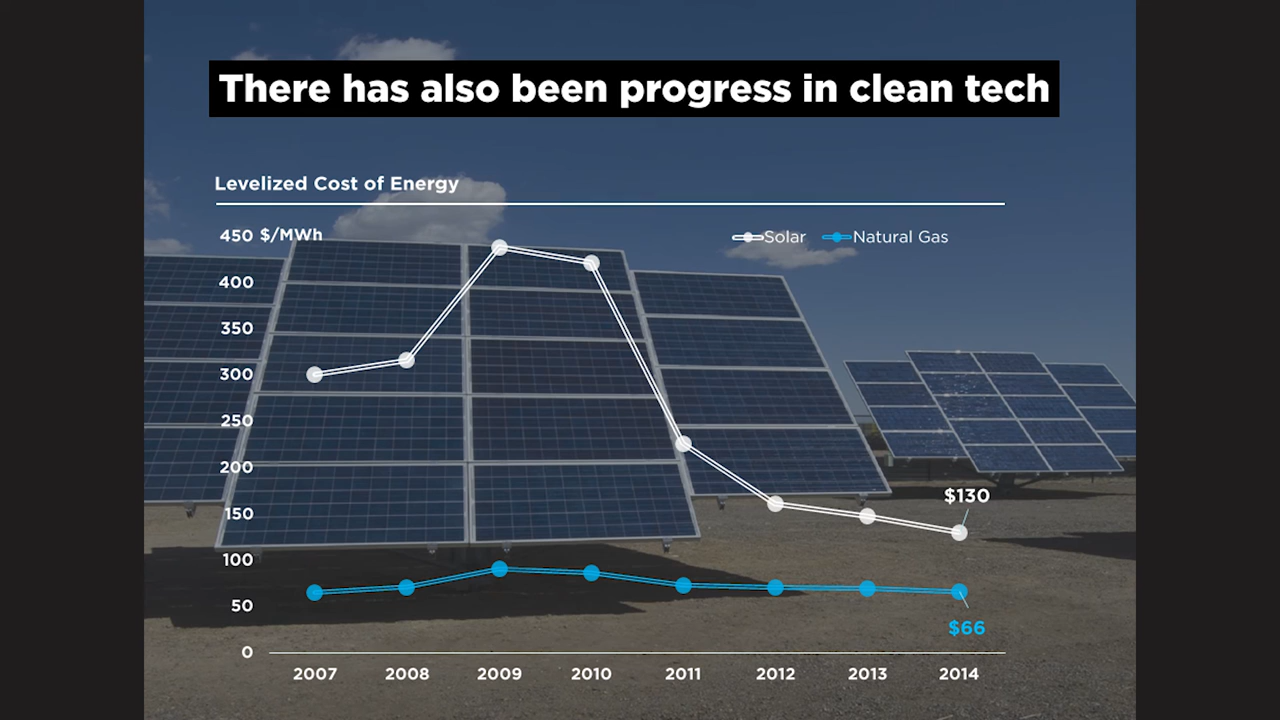 There has also been progress in clean tech
Levelized Cost of Energy
450 $/MWh
Solar
Natural Gas
400
350
300
250
200
150
100
50
0
$130
$66
2007 2008 2009 2010 2011 2012 2013 2014